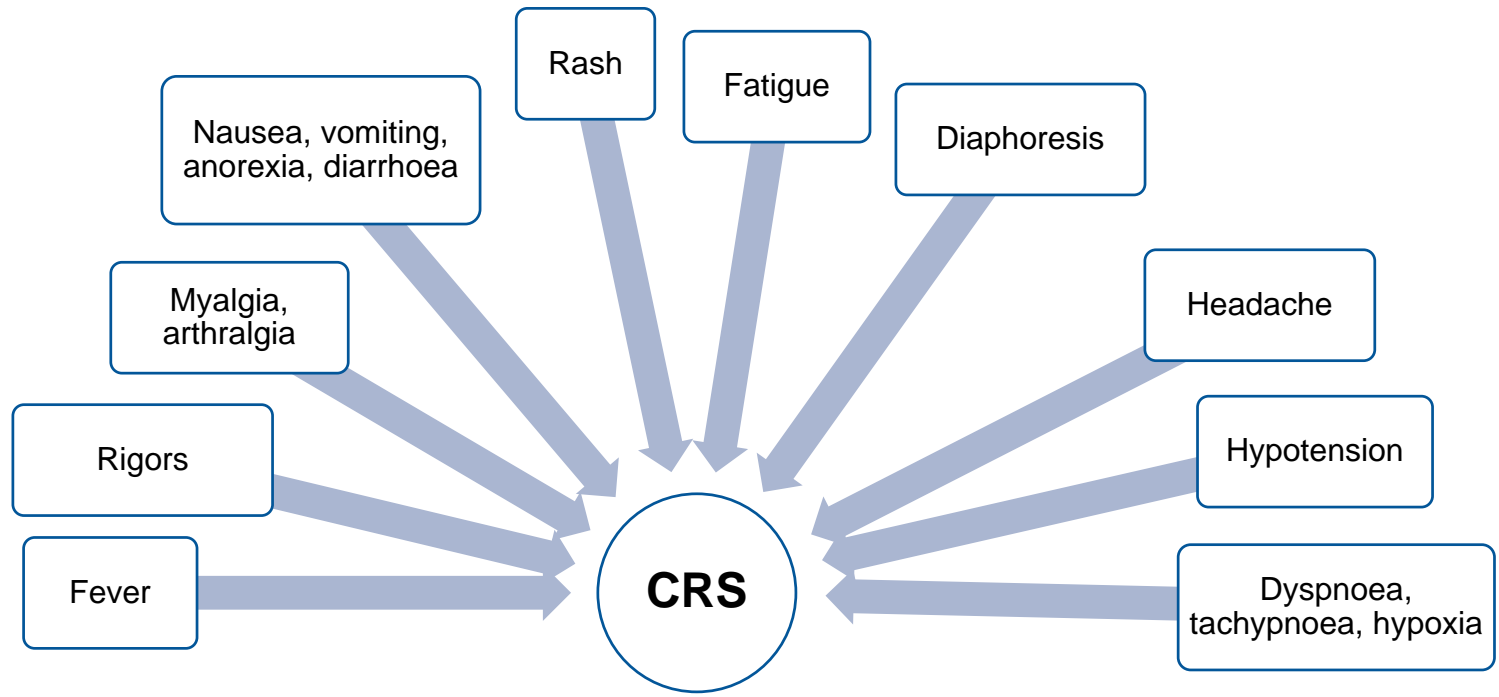 Rash
Fatigue
Nausea, vomiting,
anorexia, diarrhoea
Diaphoresis
Myalgia,
arthralgia
Headache
Rigors
Hypotension
Fever
CRS
Dyspnoea,
tachypnoea, hypoxia